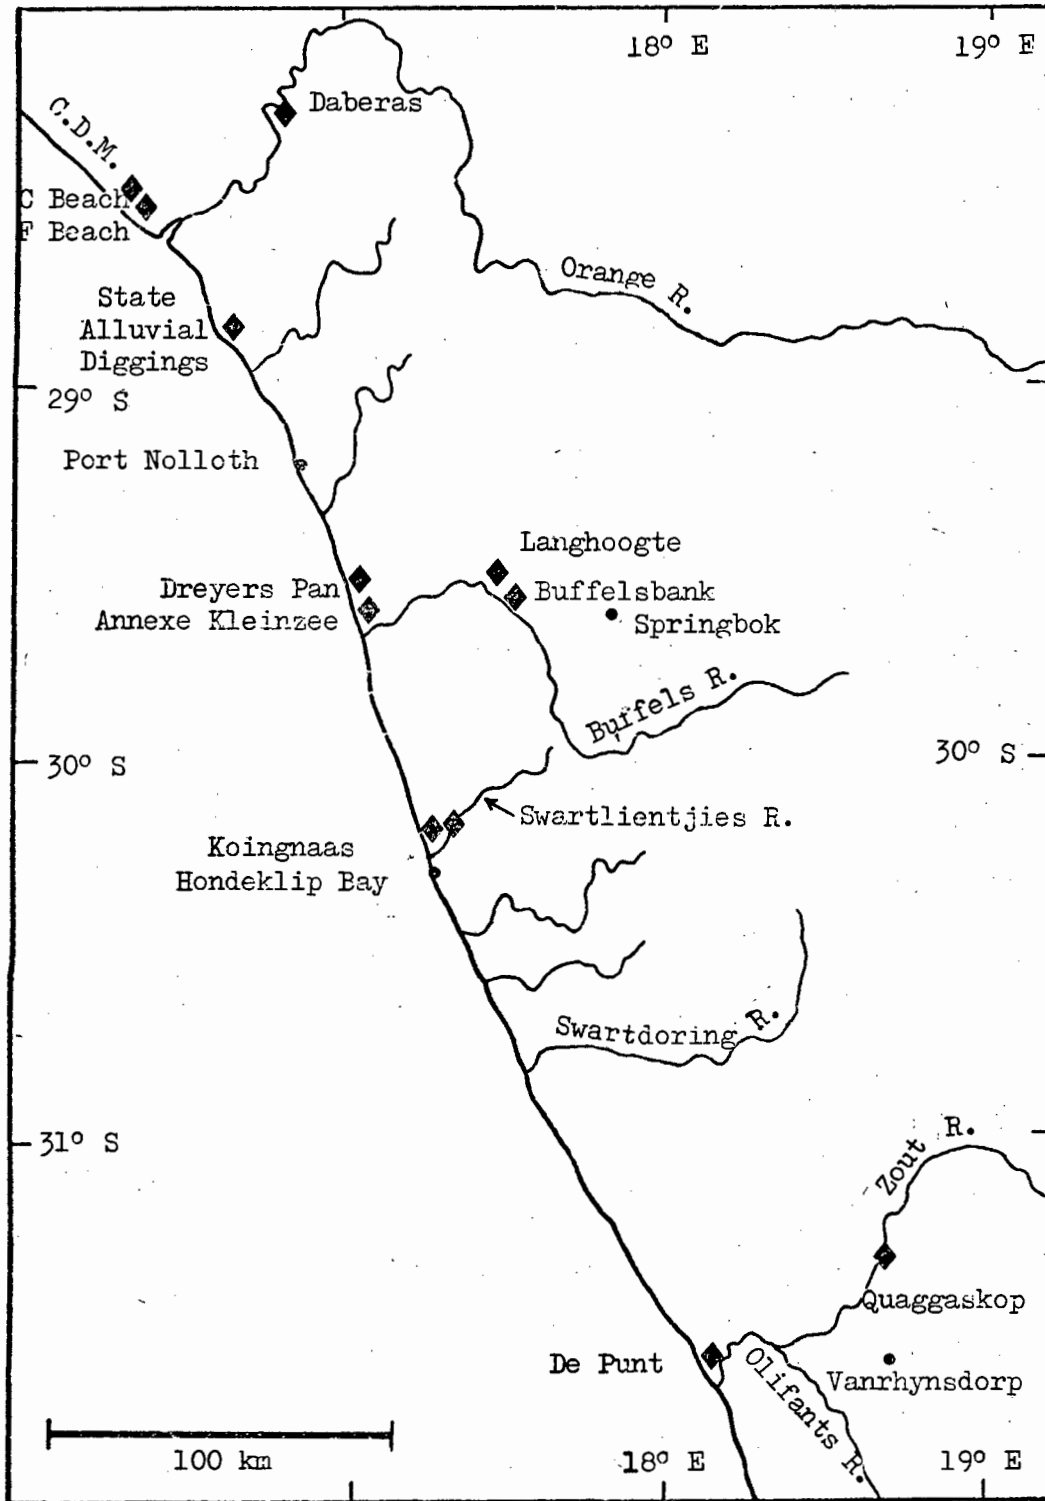 18° E
19° E
Daberas
C.D.M.
C Beach
F Beach
Orange R.
State
Alluvial
Diggings
29° S
Port Nolloth
Langhoogte
Dreyers Pan
Buffelsbank
Annexe Kleinzee
Springbok
Buffels R.
30° S
30° S
Swartlientjies R.
Koingnaas
Hondeklip Bay
Swartdoring R.
31° S
Zout R.
Quaggaskop
De Punt
Olifants R.
Vanrhynsdorp
100 km
18° E
19° E